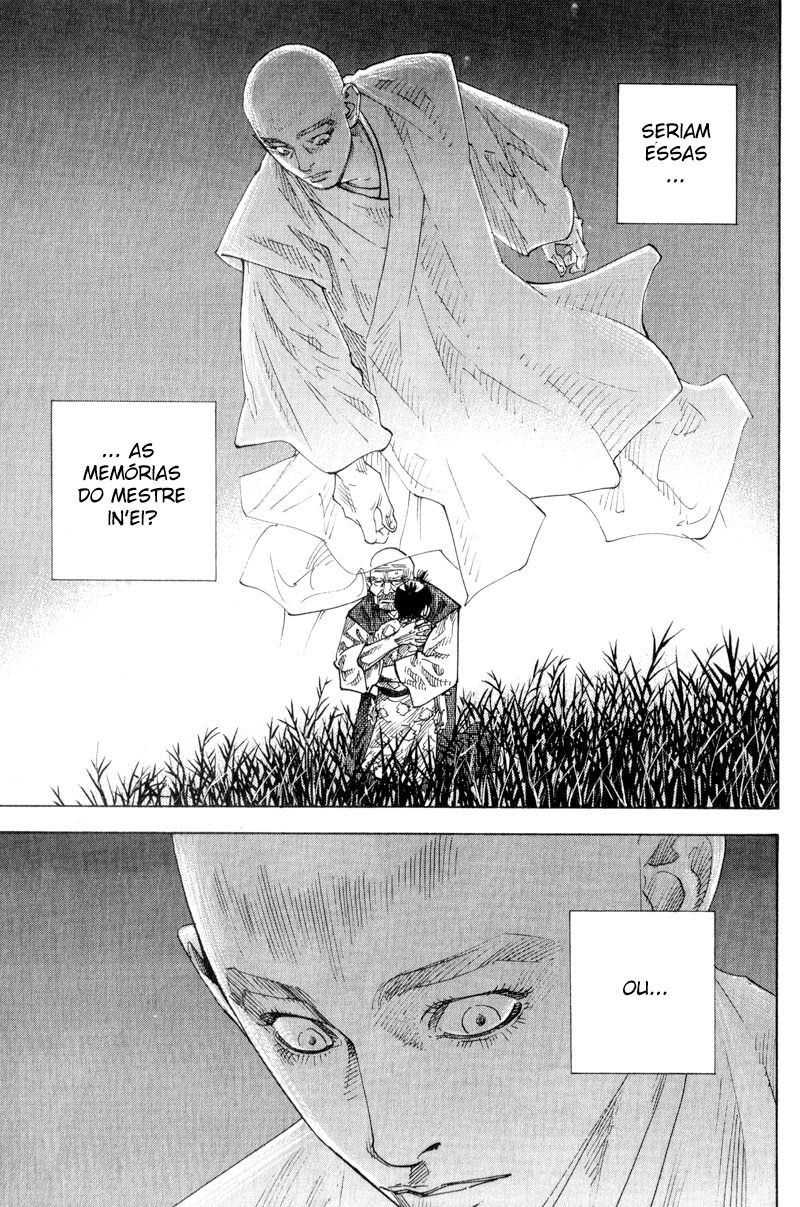 SERIAM
ESSAS
...
... AS
MEMÓRIAS
DO MESTRE
IN'EI?
OU...